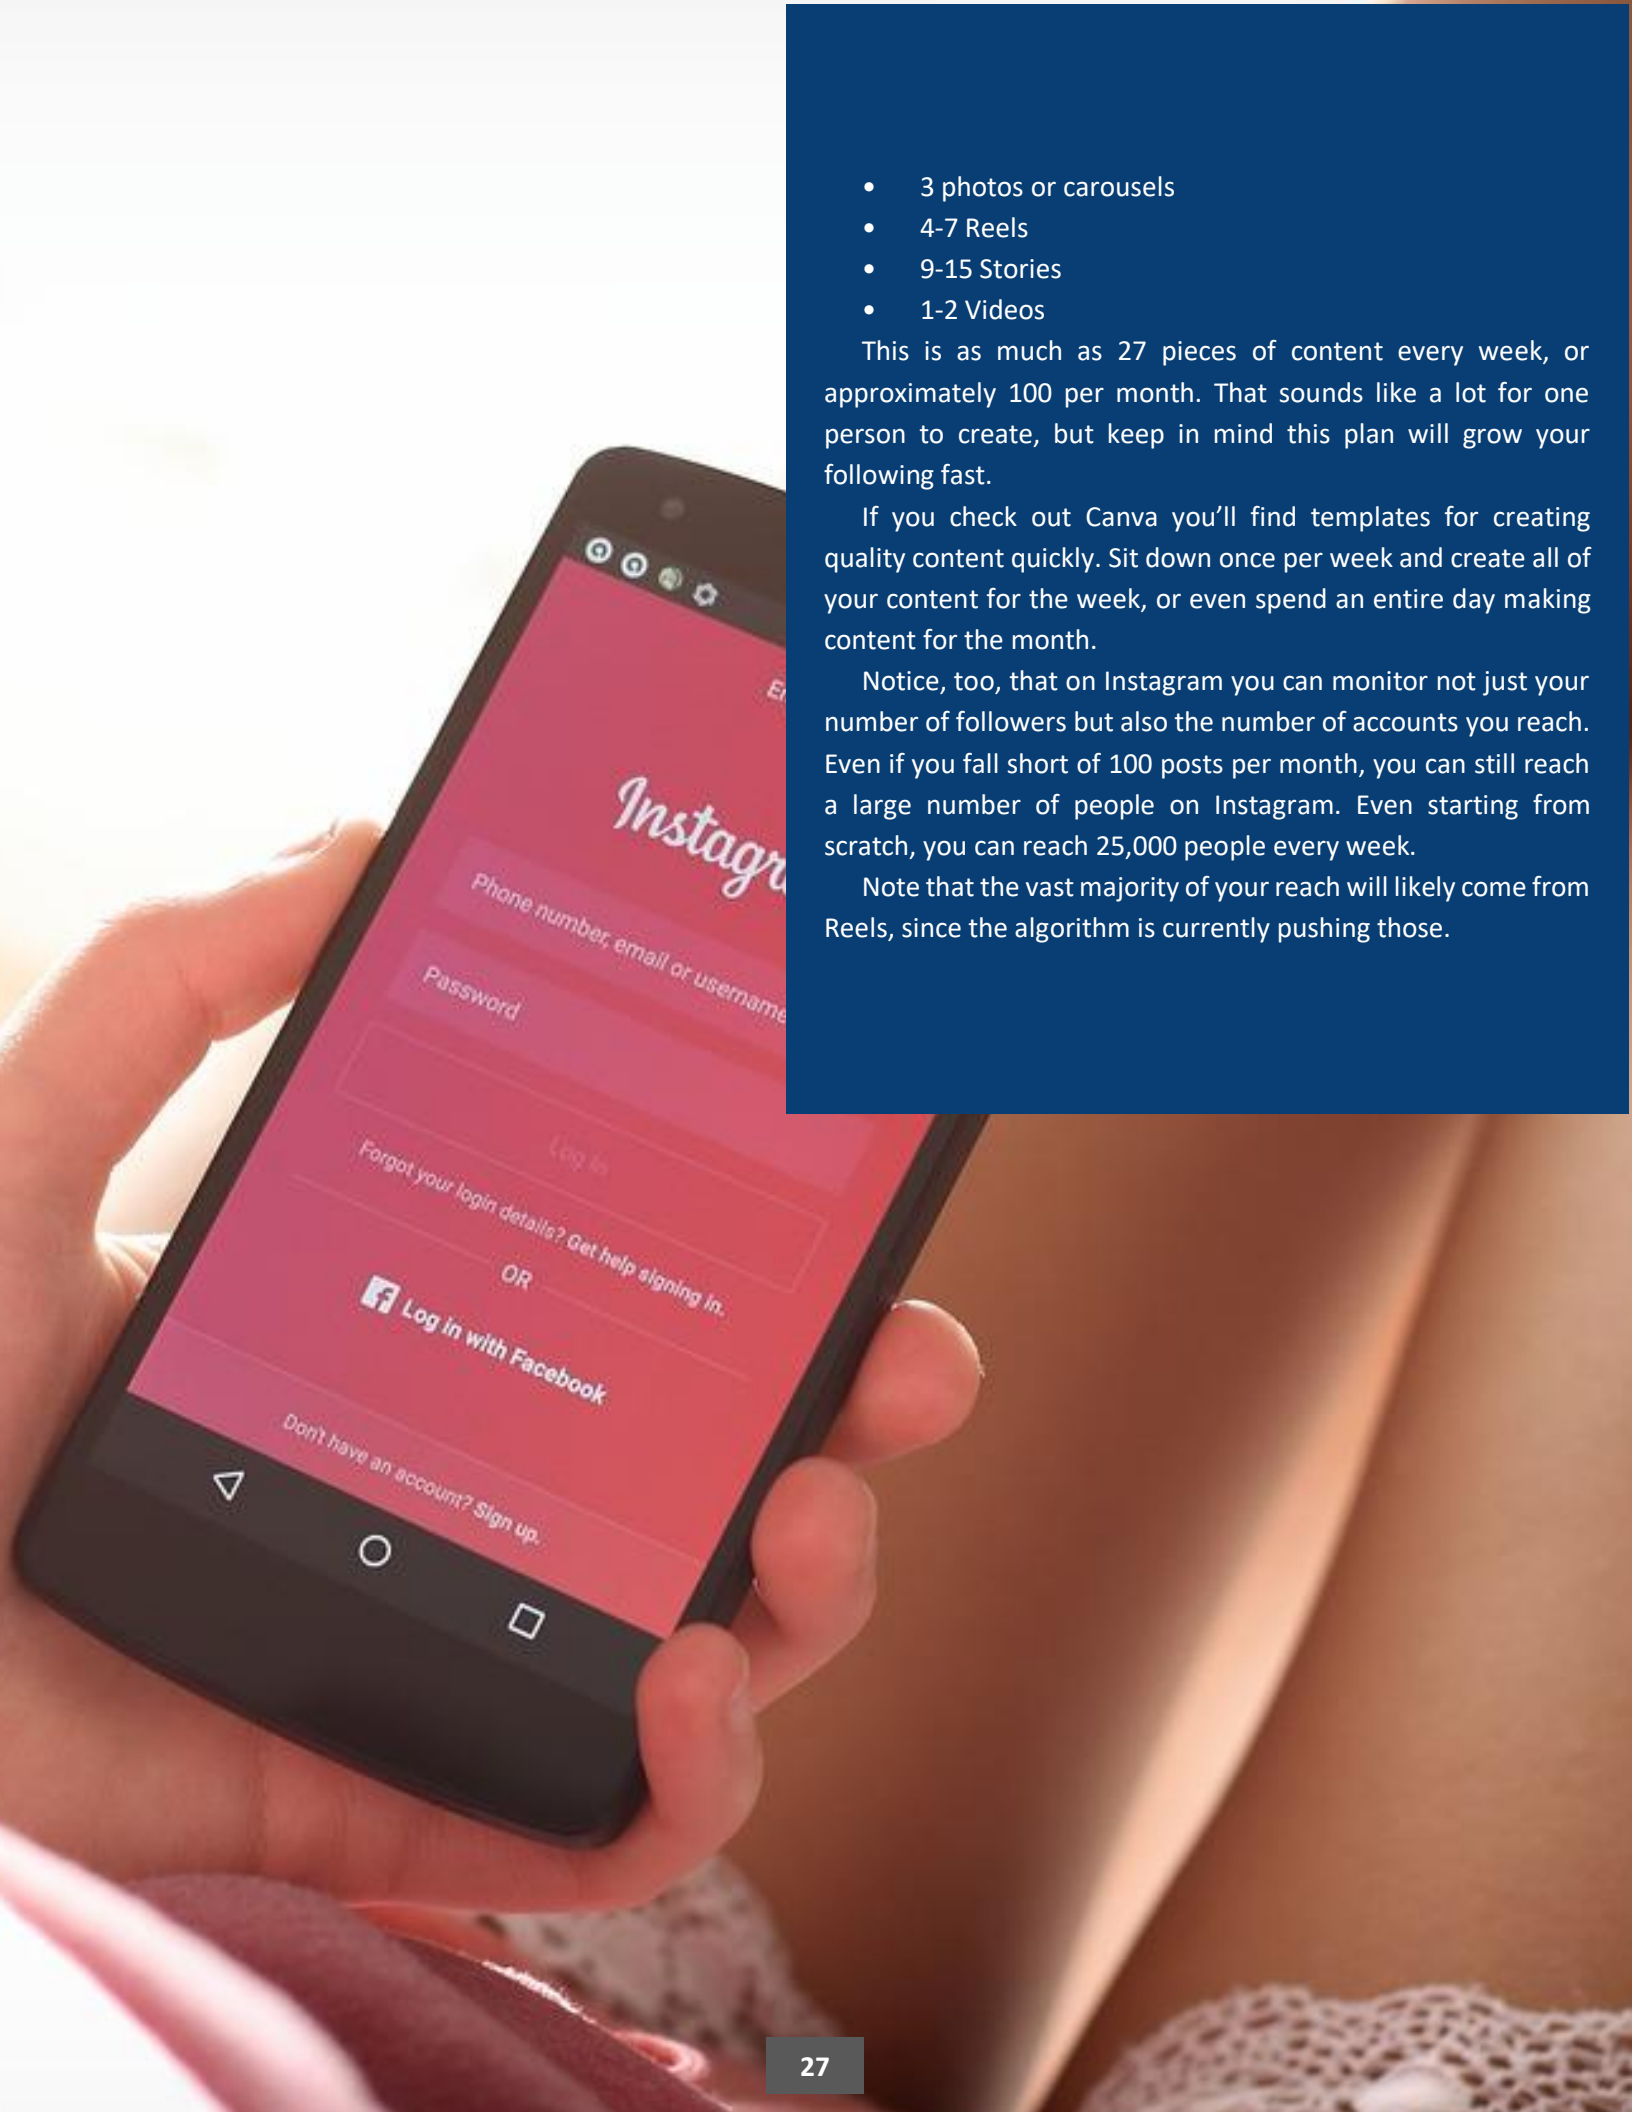 • 3 photos or carousels
• 4-7 Reels
• 9-15 Stories
• 1-2 Videos
This is as much as 27 pieces of content every week, or
approximately 100 per month. That sounds like a lot for one
person to create, but keep in mind this plan will grow your
following fast.
If you check out Canva you’ll find templates for creating
quality content quickly. Sit down once per week and create all of
your content for the week, or even spend an entire day making
content for the month.
Notice, too, that on Instagram you can monitor not just your
number of followers but also the number of accounts you reach.
Even if you fall short of 100 posts per month, you can still reach
a large number of people on Instagram. Even starting from
scratch, you can reach 25,000 people every week.
Note that the vast majority of your reach will likely come from
Reels, since the algorithm is currently pushing those.
Phone number, email or username
Password
Log In
Forgot your login details? Get help signing in.
OR
Log in with Facebook
Don't have an account? Sign up.
27